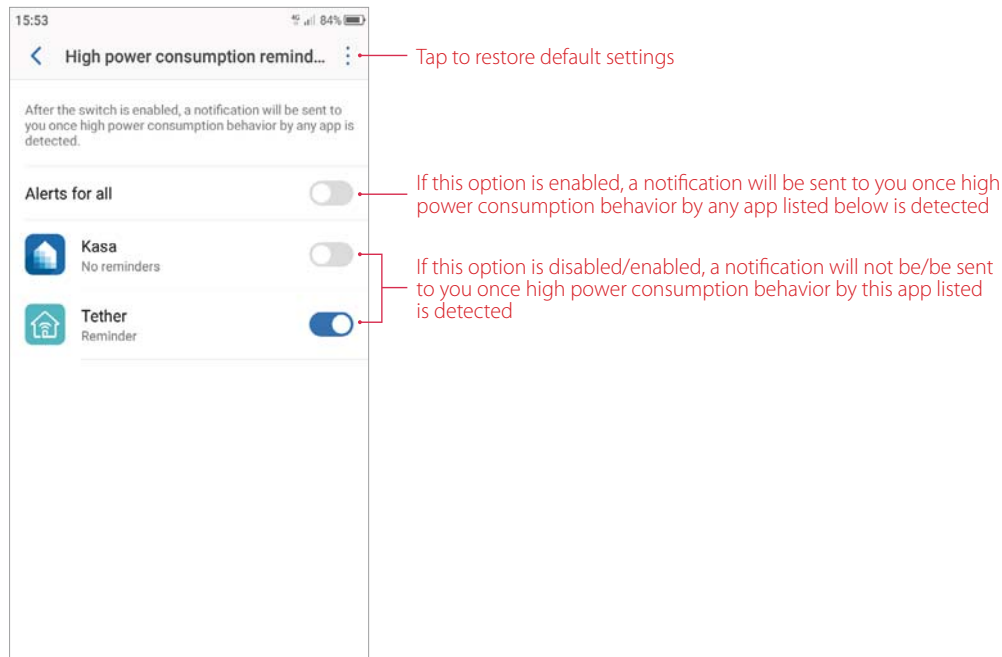 15:53
4G 84%
High power consumption remind...
Tap to restore default settings
After the switch is enabled, a notification will be sent to
you once high power consumption behavior by any app is
detected.
Alerts for all
If this option is enabled, a notification will be sent to you once high
power consumption behavior by any app listed below is detected
Kasa
No reminders
If this option is disabled/enabled, a notification will not be/be sent
to you once high power consumption behavior by this app listed
is detected
Tether
Reminder